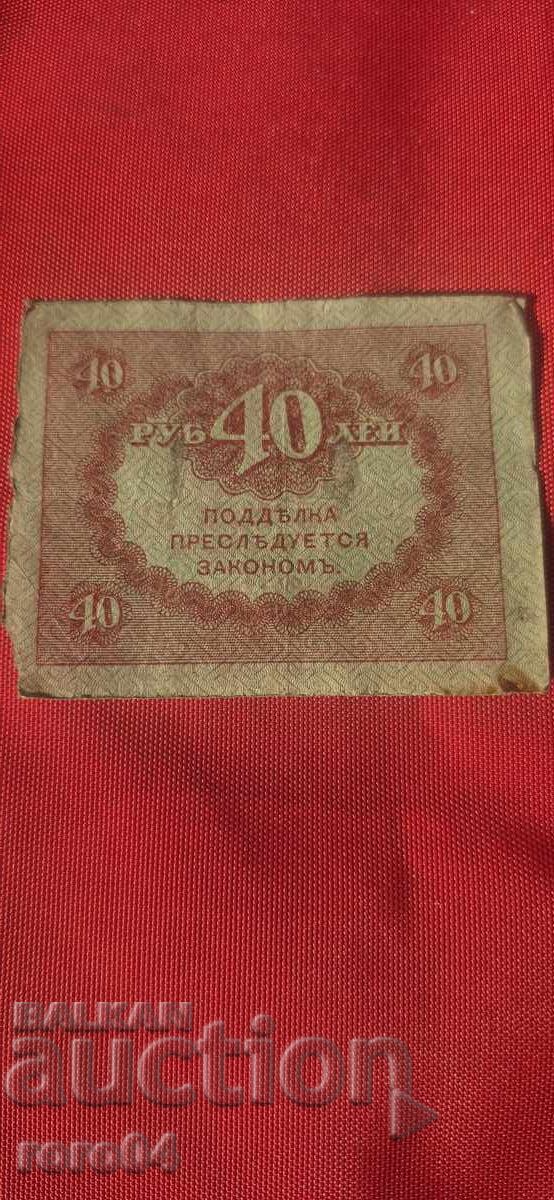 40 40
РУБ 40 ЛЕЙ
ПОДДѢЛКА
ПРЕСЛѢДУЕТСЯ
ЗАКОНОМЪ.
40 40
BALKAN
auction
roro04